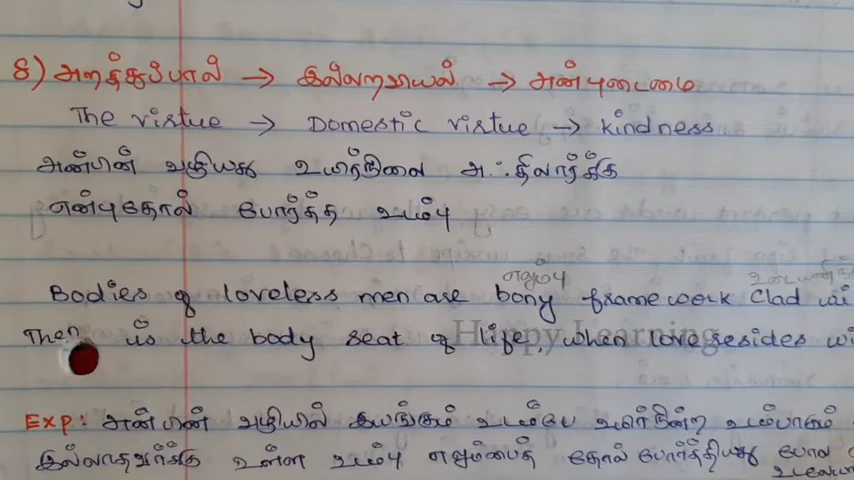 8) அறத்துப்பால் → இல்லறவியல் → அன்புடைமை
The virtue → Domestic virtue → kindness
அன்பின் வழியது உயிர்நிலை அஃதிலார்க்கு
என்புதோல் போர்த்த உடம்பு
எலும்பு
Bodies of loveless men are bony framework clad
Then is the body seat of life, when love resides
Happy Learning
Exp: அன்பின் வழியில் இயங்கும் உடம்பே உயிர்நின்ற உடம்பாகும்
இல்லாதவர்க்கு உள்ள உடம்பு எலும்பைத் தோல் போர்த்தியது போல